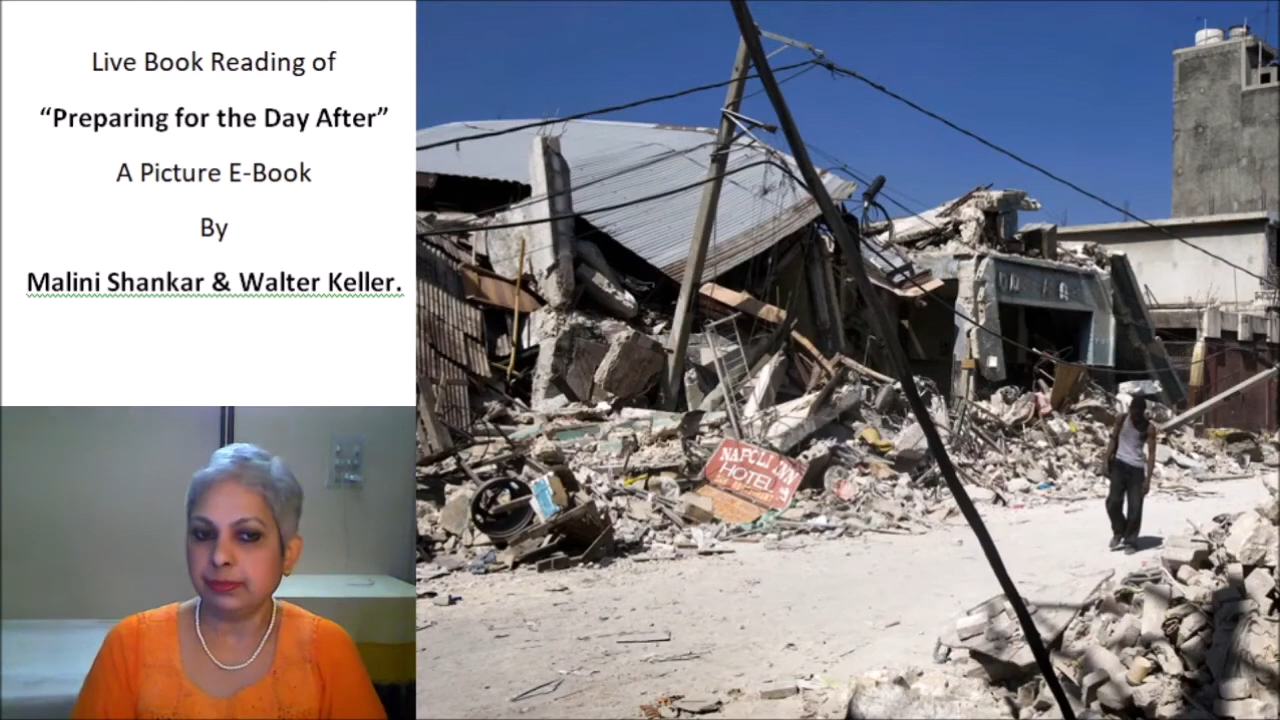 Live Book Reading of
“Preparing for the Day After”
A Picture E-Book
By
Malini Shankar & Walter Keller.
NAPOLI INN
HOTEL